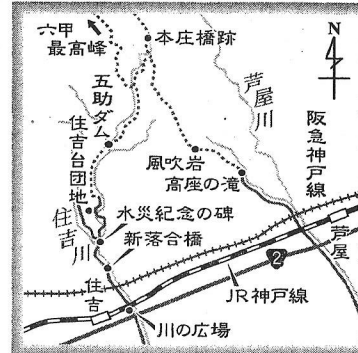 六甲
最高峰
本庄橋跡
N
五助ダム
芦屋川
阪急神戸線
住吉台団地
風吹岩
高座の滝
住吉川
水災紀念の碑
新落合橋
芦屋
住吉
2
JR神戸線
川の広場